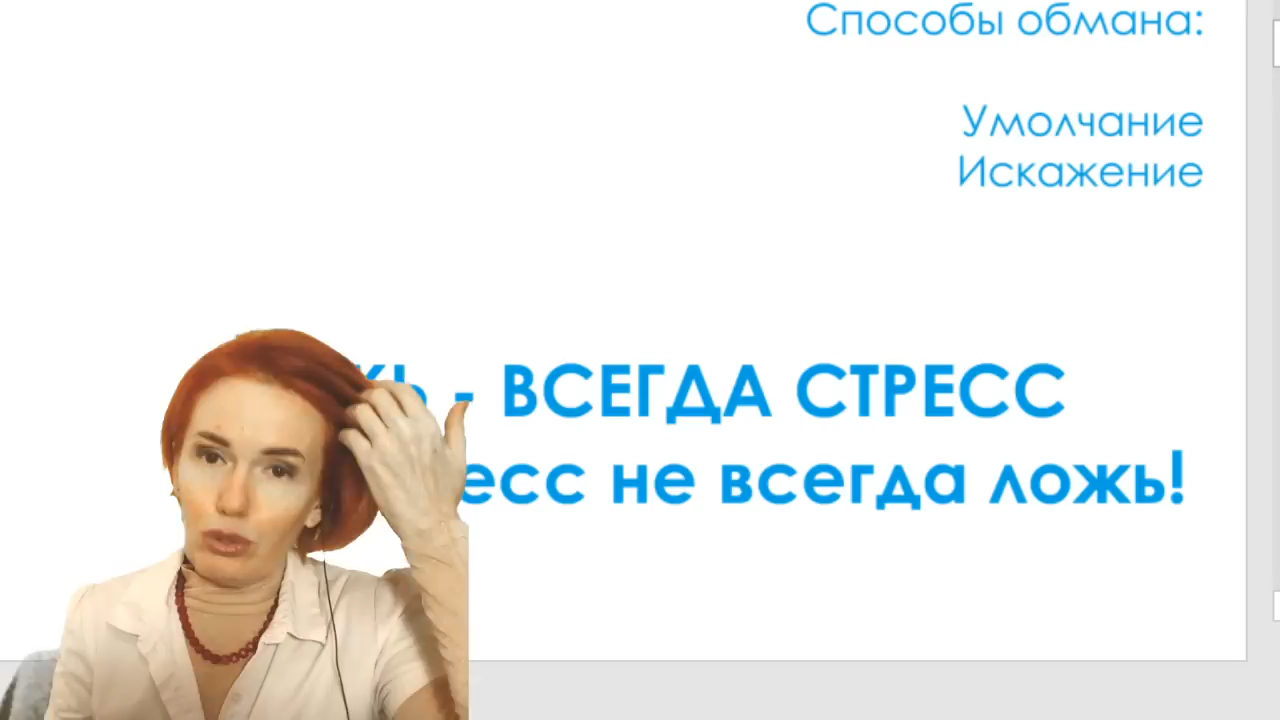 Способы обмана:
Умолчание
Искажение
- ВСЕГДА СТРЕСС
не всегда ложь!